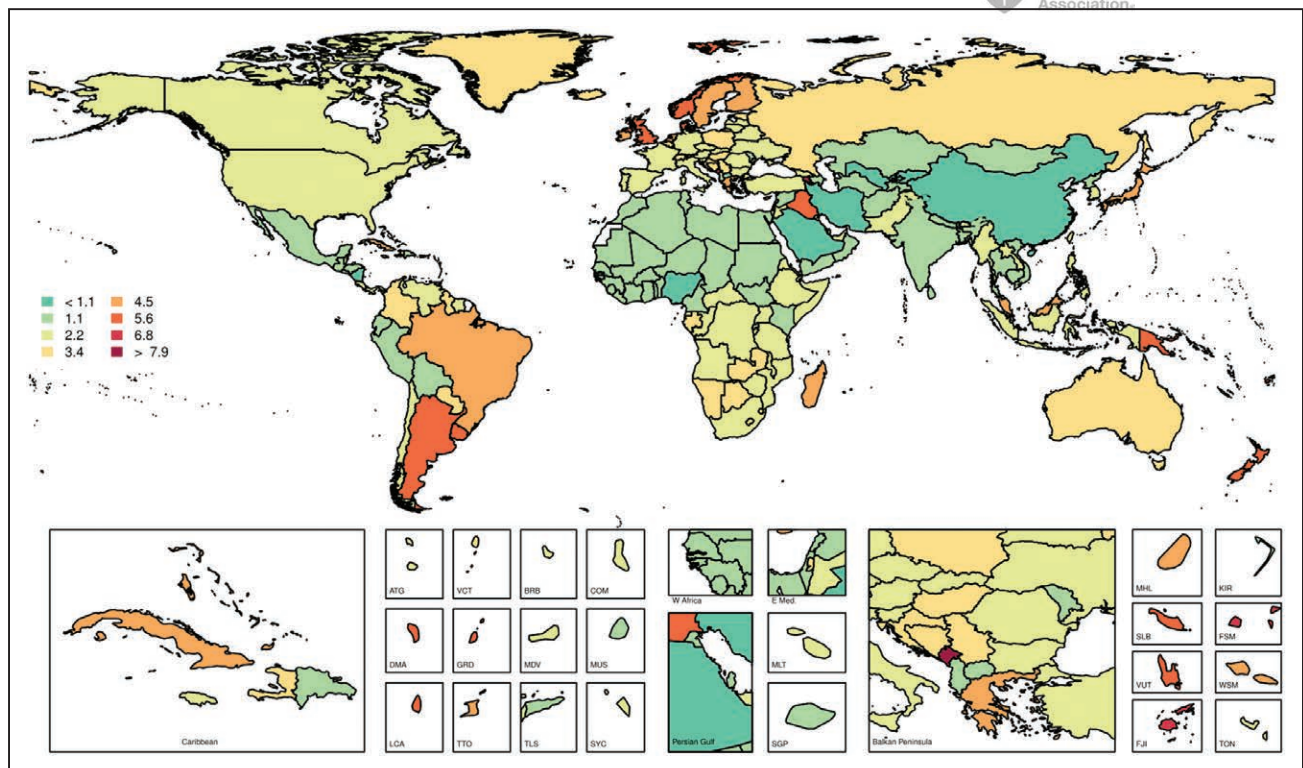 Association®
< 1.1 4.5
1.1 5.6
2.2 6.8
3.4 > 7.9
ATG VCT BRB COM
W Africa E Med.
MHL KIR
DMA GRD MDV MUS
MLT
SLB FSM
LCA TTO TLS SYC
Caribbean
Persian Gulf
SGP
Balkan Peninsula
VUT WSM
FJI TON